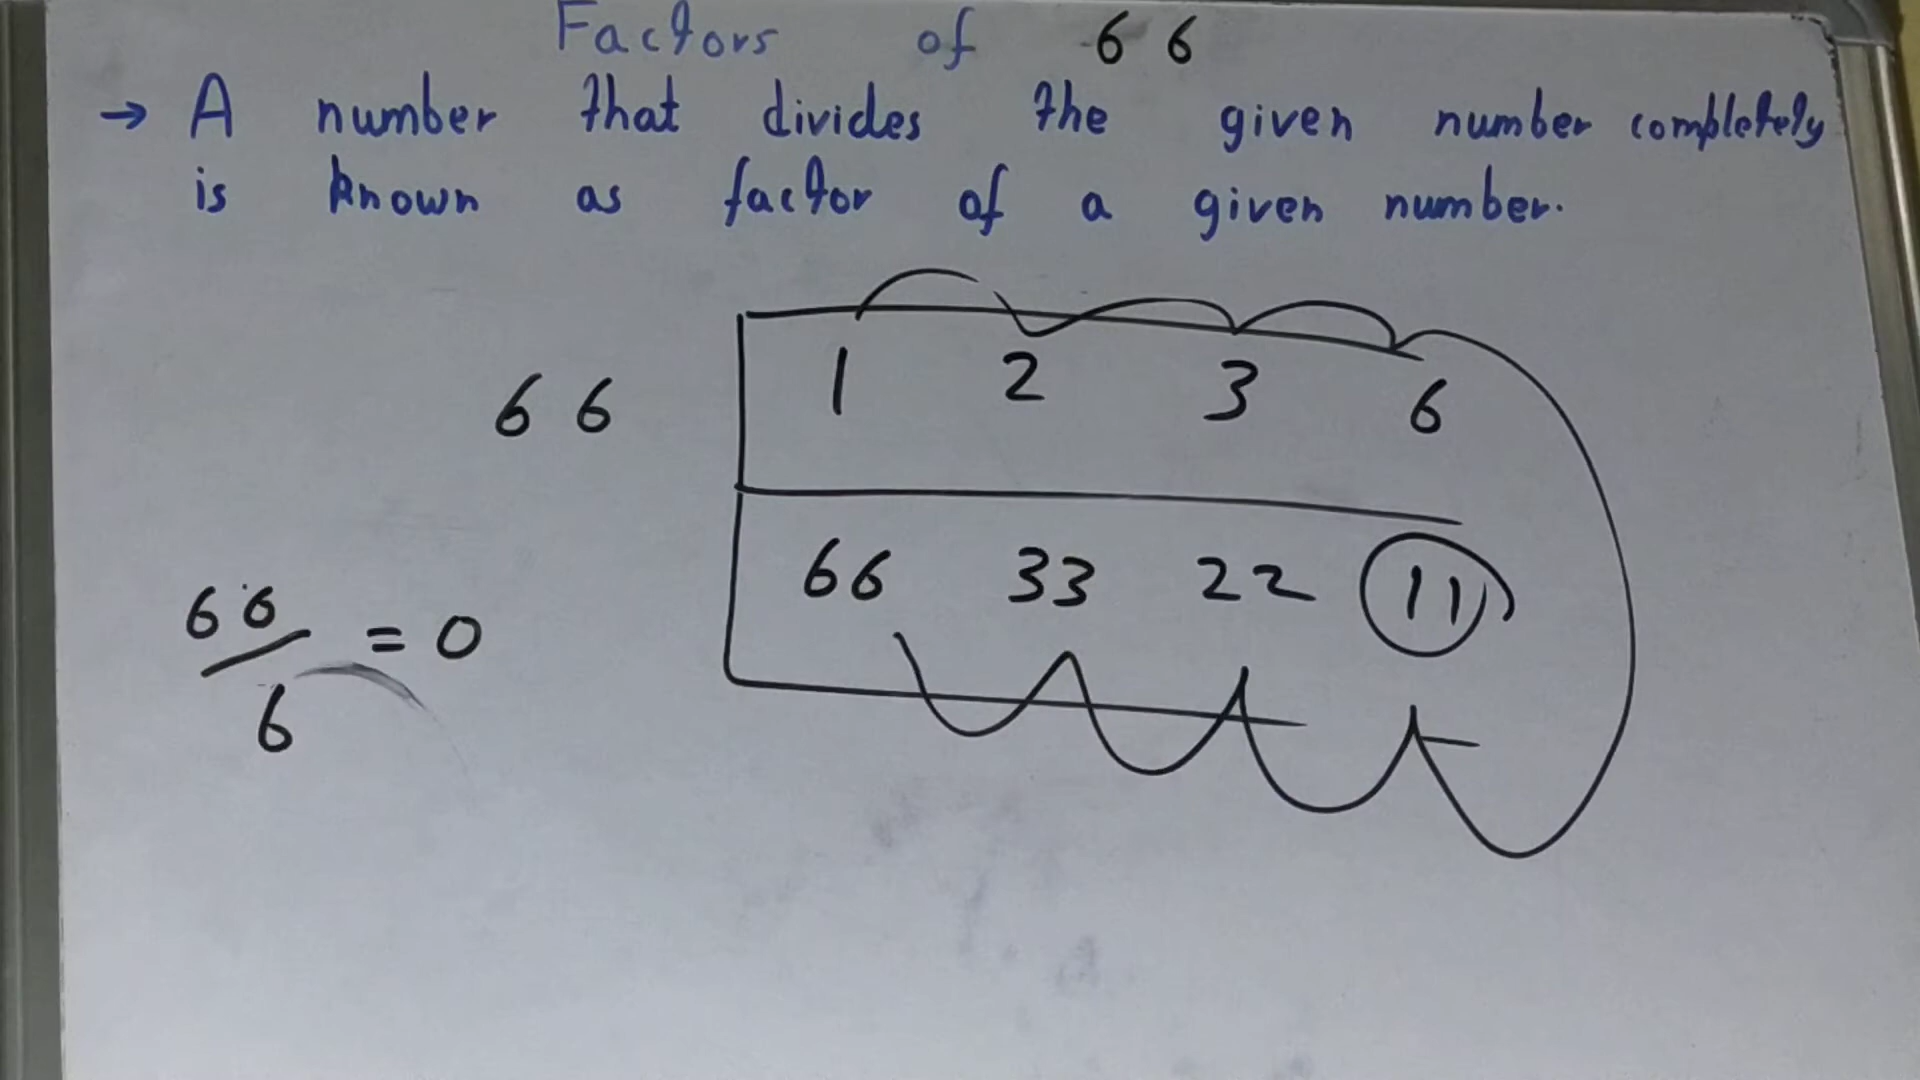 Factors of 66
→ A number that divides the given number completely
is known as factor of a given number.
66
1 2 3 6
66 33 22 11
66/6 = 0